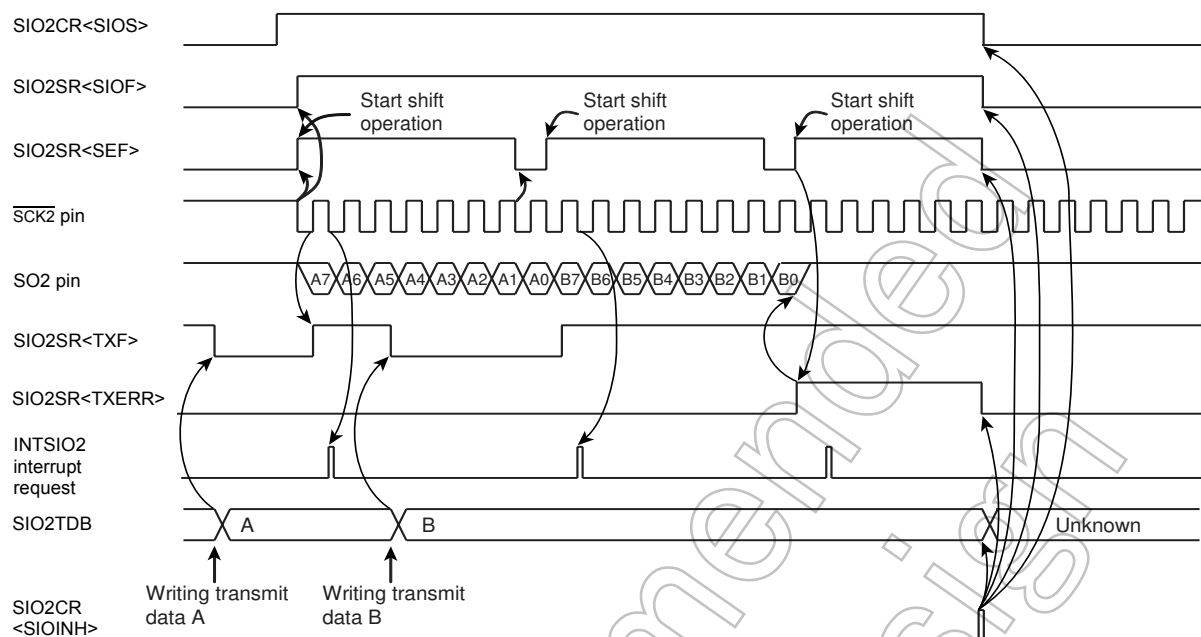 SIO2CR<SIOS>
SIO2SR<SIOF>
Start shift
operation
Start shift
operation
Start shift
operation
SIO2SR<SEF>
SCK2 pin
SO2 pin
A7 A6 A5 A4 A3 A2 A1 A0 B7 B6 B5 B4 B3 B2 B1 B0
SIO2SR<TXF>
SIO2SR<TXERR>
INTSIO2
interrupt
request
SIO2TDB
A
B
Unknown
Writing transmit
data A
Writing transmit
data B
SIO2CR
<SIOINH>
mended
sign